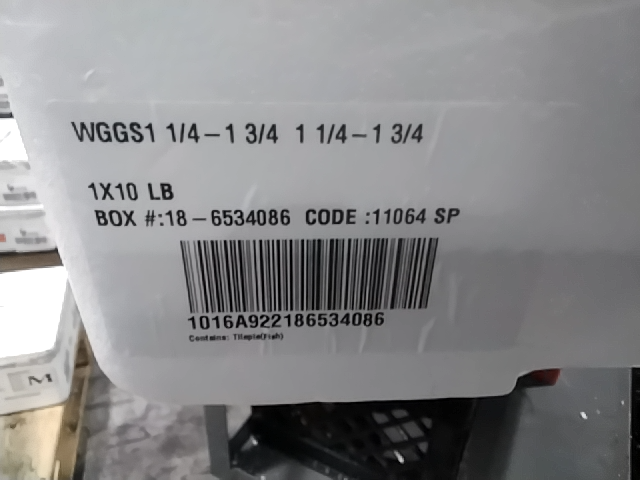 WGGS1 1/4-1 3/4 1 1/4-1 3/4
1X10 LB
BOX #:18-6534086 CODE :11064 SP
1016A922186534086
Contains: Tilapia(Fish)
M